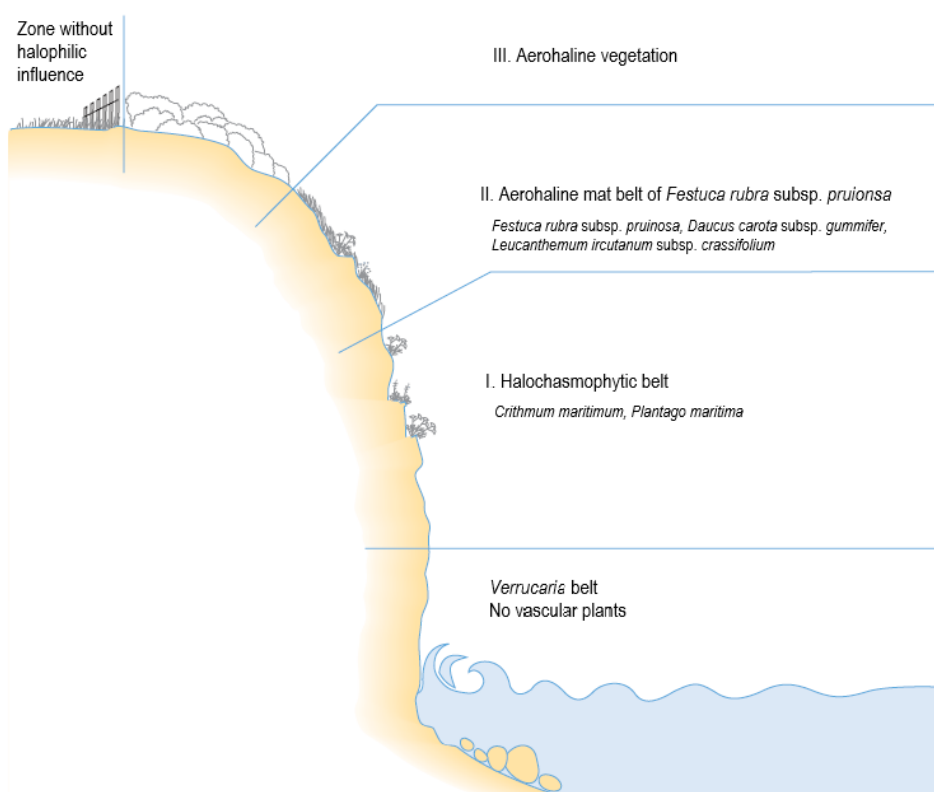 Zone without
halophilic
influence
III. Aerohaline vegetation
II. Aerohaline mat belt of Festuca rubra subsp. pruionsa
Festuca rubra subsp. pruinosa, Daucus carota subsp. gummifer,
Leucanthemum ircutanum subsp. crassifolium
I. Halochasmophytic belt
Crithmum maritimum, Plantago maritima
Verrucaria belt
No vascular plants